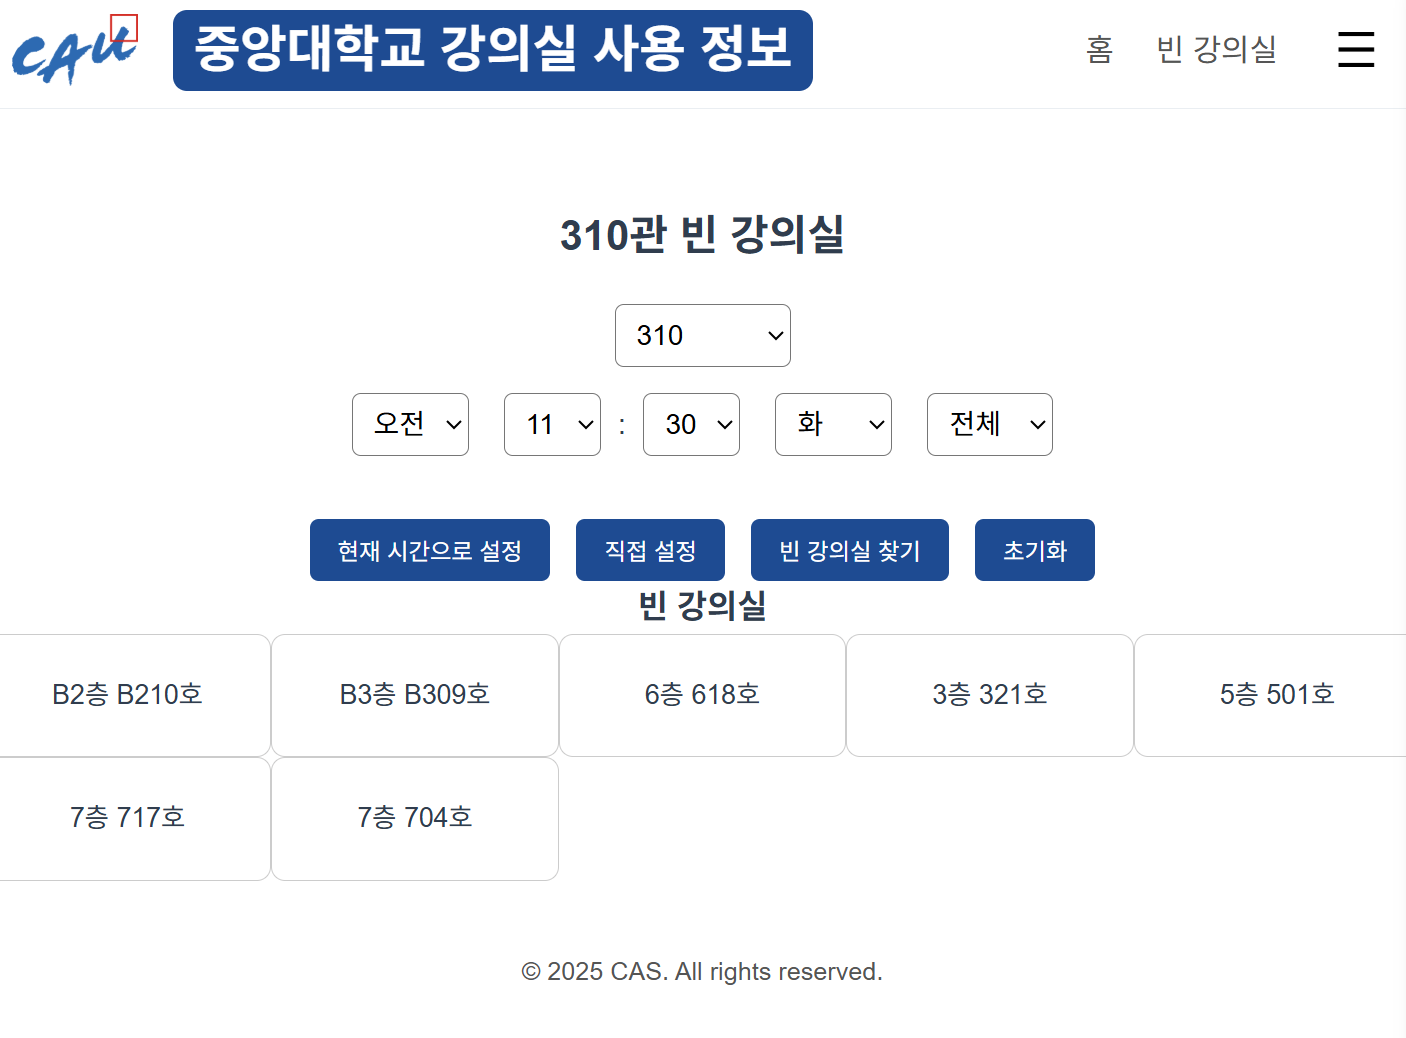 CAU
중앙대학교 강의실 사용 정보
홈 빈 강의실
310관 빈 강의실
310
오전 11 : 30 화 전체
현재 시간으로 설정 직접 설정 빈 강의실 찾기 초기화
빈 강의실
B2층 B210호 B3층 B309호 6층 618호 3층 321호 5층 501호
7층 717호 7층 704호
© 2025 CAS. All rights reserved.